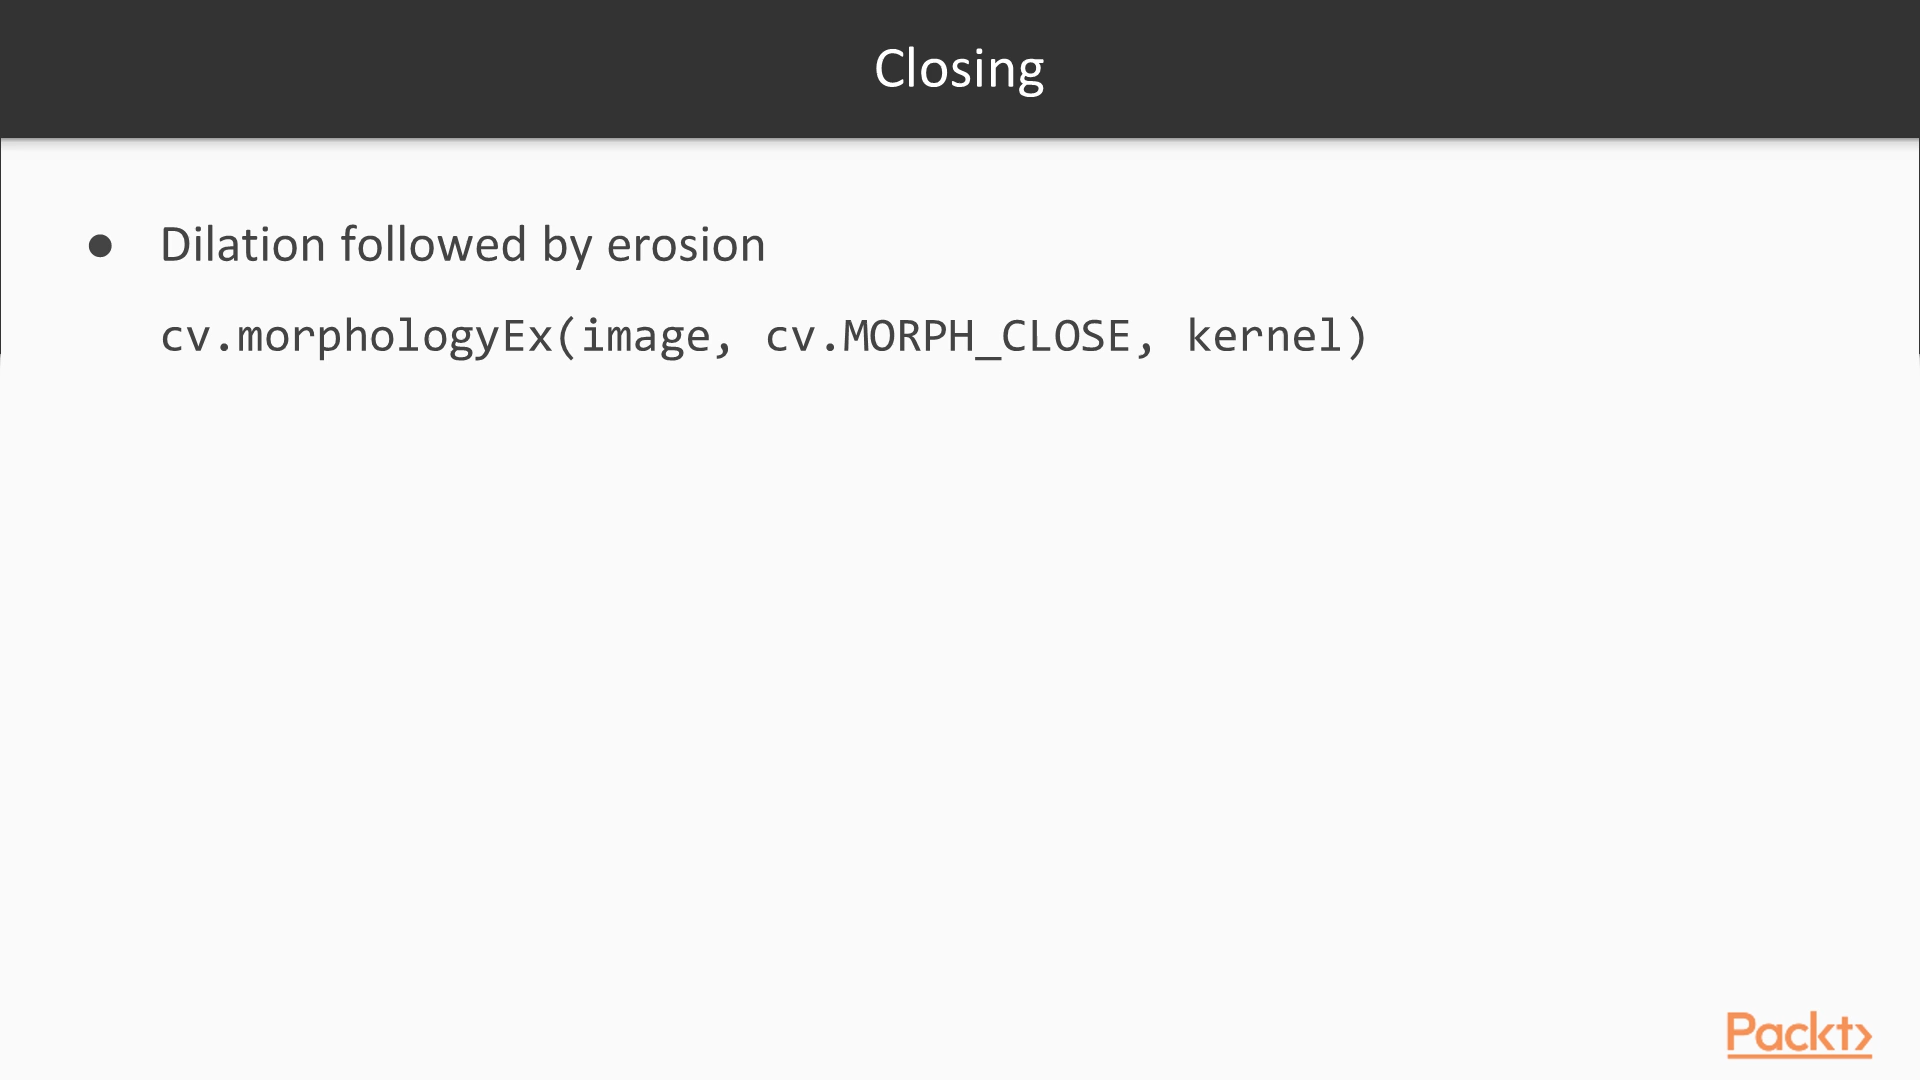 Closing
● Dilation followed by erosion
cv.morphologyEx(image, cv.MORPH_CLOSE, kernel)
Packt>